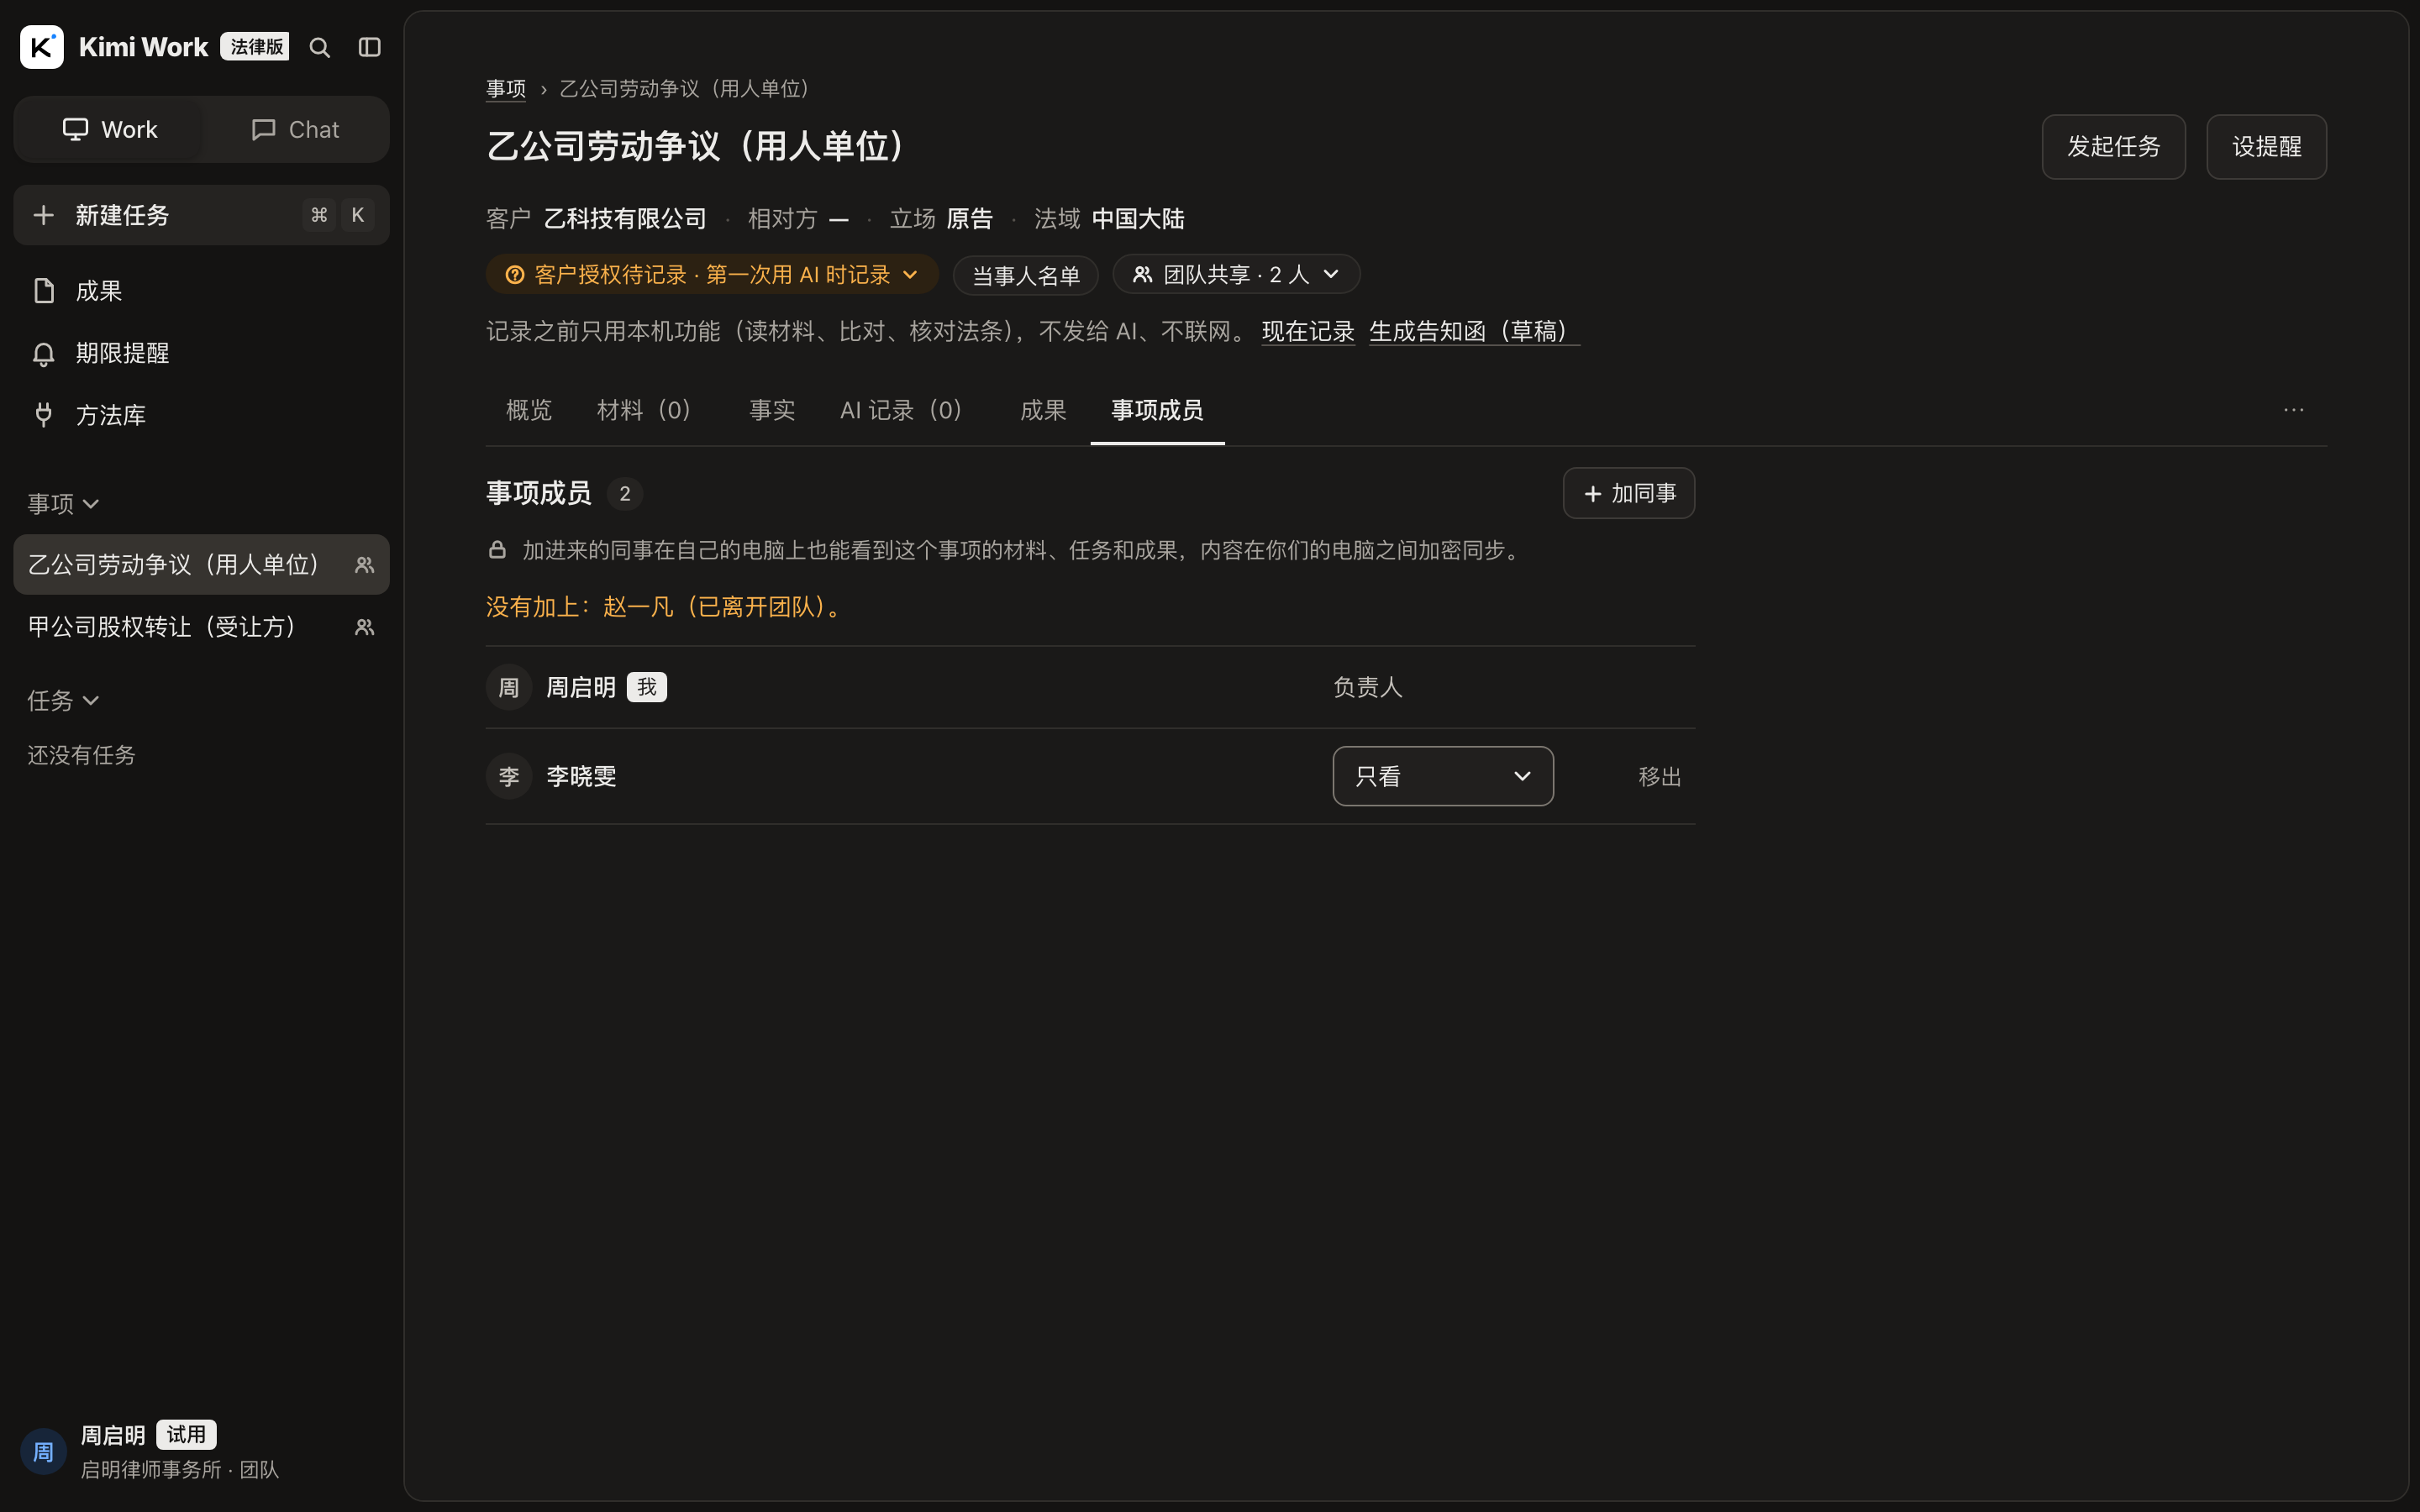 Kimi Work 法律版
Work
Chat
新建任务 ⌘ K
成果
期限提醒
方法库
事项
乙公司劳动争议（用人单位）
甲公司股权转让（受让方）
任务
还没有任务
周启明 试用
启明律师事务所 · 团队
事项 › 乙公司劳动争议（用人单位）
乙公司劳动争议（用人单位）
发起任务
设提醒
客户 乙科技有限公司 · 相对方 — · 立场 原告 · 法域 中国大陆
客户授权待记录 · 第一次用 AI 时记录
当事人名单
团队共享 · 2 人
记录之前只用本机功能（读材料、比对、核对法条），不发给 AI、不联网。 现在记录 生成告知函（草稿）
概览 材料（0） 事实 AI 记录（0） 成果 事项成员 ···
事项成员 2
+ 加同事
加进来的同事在自己的电脑上也能看到这个事项的材料、任务和成果，内容在你们的电脑之间加密同步。
没有加上：赵一凡（已离开团队）。
周 周启明 我 负责人
李 李晓雯 只看 移出